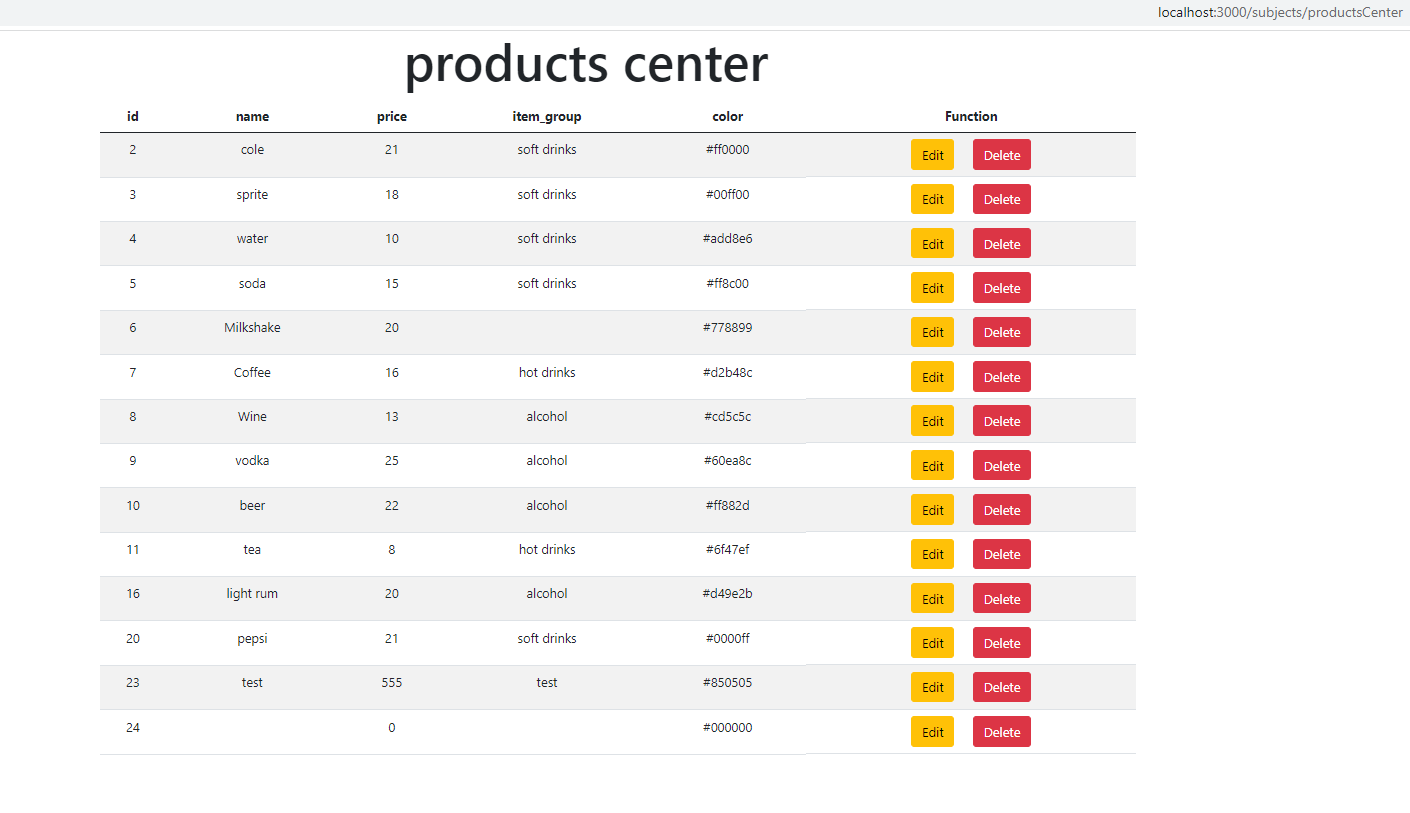 localhost:3000/subjects/productsCenter
products center
id name price item_group color Function
2 cole 21 soft drinks #ff0000 Edit Delete
3 sprite 18 soft drinks #00ff00 Edit Delete
4 water 10 soft drinks #add8e6 Edit Delete
5 soda 15 soft drinks #ff8c00 Edit Delete
6 Milkshake 20 #778899 Edit Delete
7 Coffee 16 hot drinks #d2b48c Edit Delete
8 Wine 13 alcohol #cd5c5c Edit Delete
9 vodka 25 alcohol #60ea8c Edit Delete
10 beer 22 alcohol #ff882d Edit Delete
11 tea 8 hot drinks #6f47ef Edit Delete
16 light rum 20 alcohol #d49e2b Edit Delete
20 pepsi 21 soft drinks #0000ff Edit Delete
23 test 555 test #850505 Edit Delete
24 0 #000000 Edit Delete